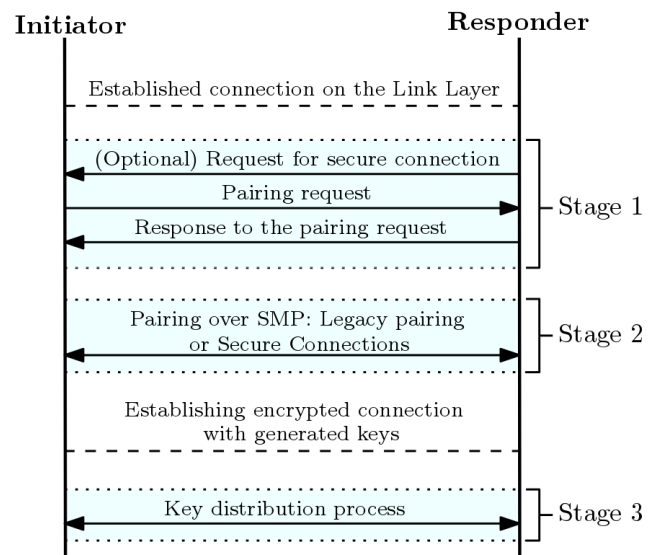 Initiator
Responder
Established connection on the Link Layer
(Optional) Request for secure connection
Pairing request
Stage 1
Response to the pairing request
Pairing over SMP: Legacy pairing
or Secure Connections
Stage 2
Establishing encrypted connection
with generated keys
Key distribution process
Stage 3